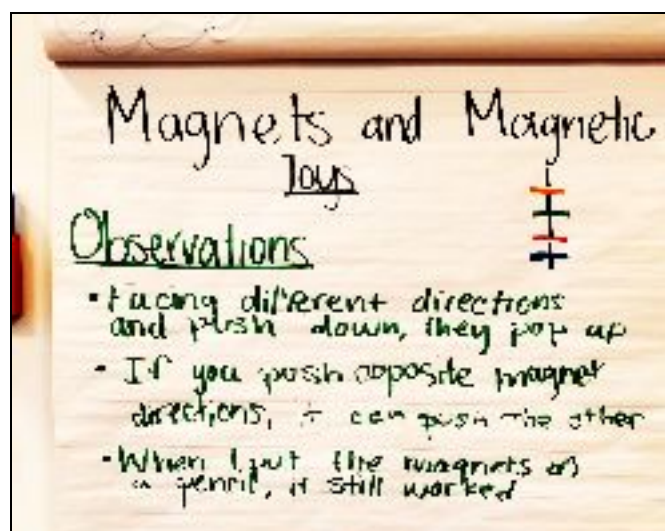 Magnets and Magnetic
Toys
Observations
• Facing different directions
and push down, they pop up
• If you push opposite magnet
directions, it can push the other
• When I put the magnets on
a pencil, it still worked